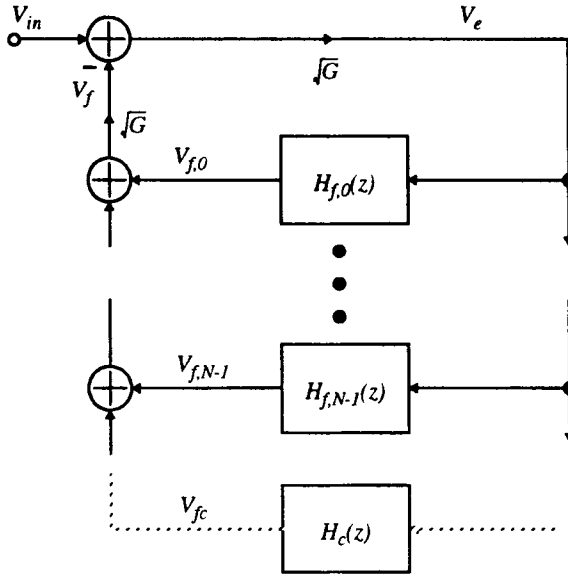 V_in
V_e
√G
V_f
√G
V_f,0
H_f,0(z)
V_f,N-1
H_f,N-1(z)
V_fc
H_c(z)